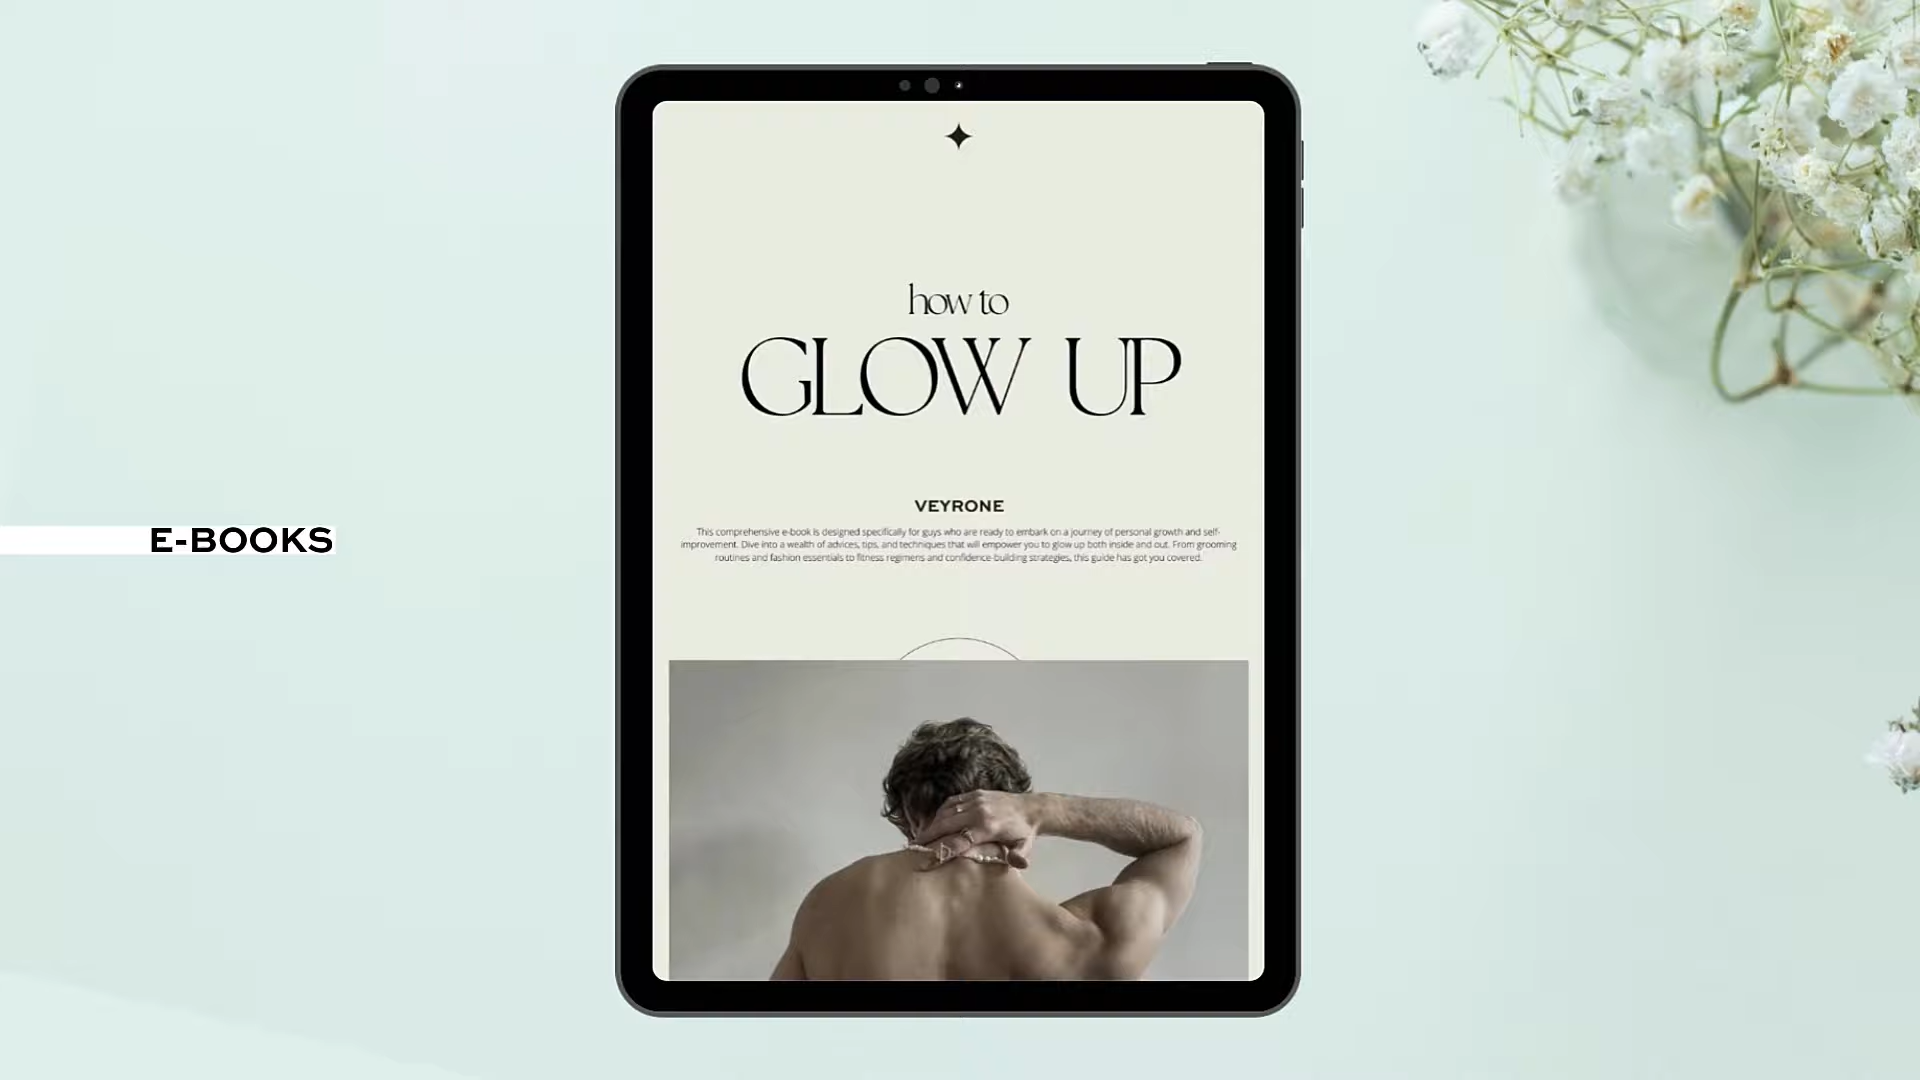 E-BOOKS
how to
GLOW UP
VEYRONE
This comprehensive e-book is designed specifically for guys who are ready to embark on a journey of personal growth and self-
improvement. Dive into a wealth of advices, tips, and techniques that will empower you to glow up both inside and out. From grooming
routines and fashion essentials to fitness regimens and confidence-building strategies, this guide has got you covered.